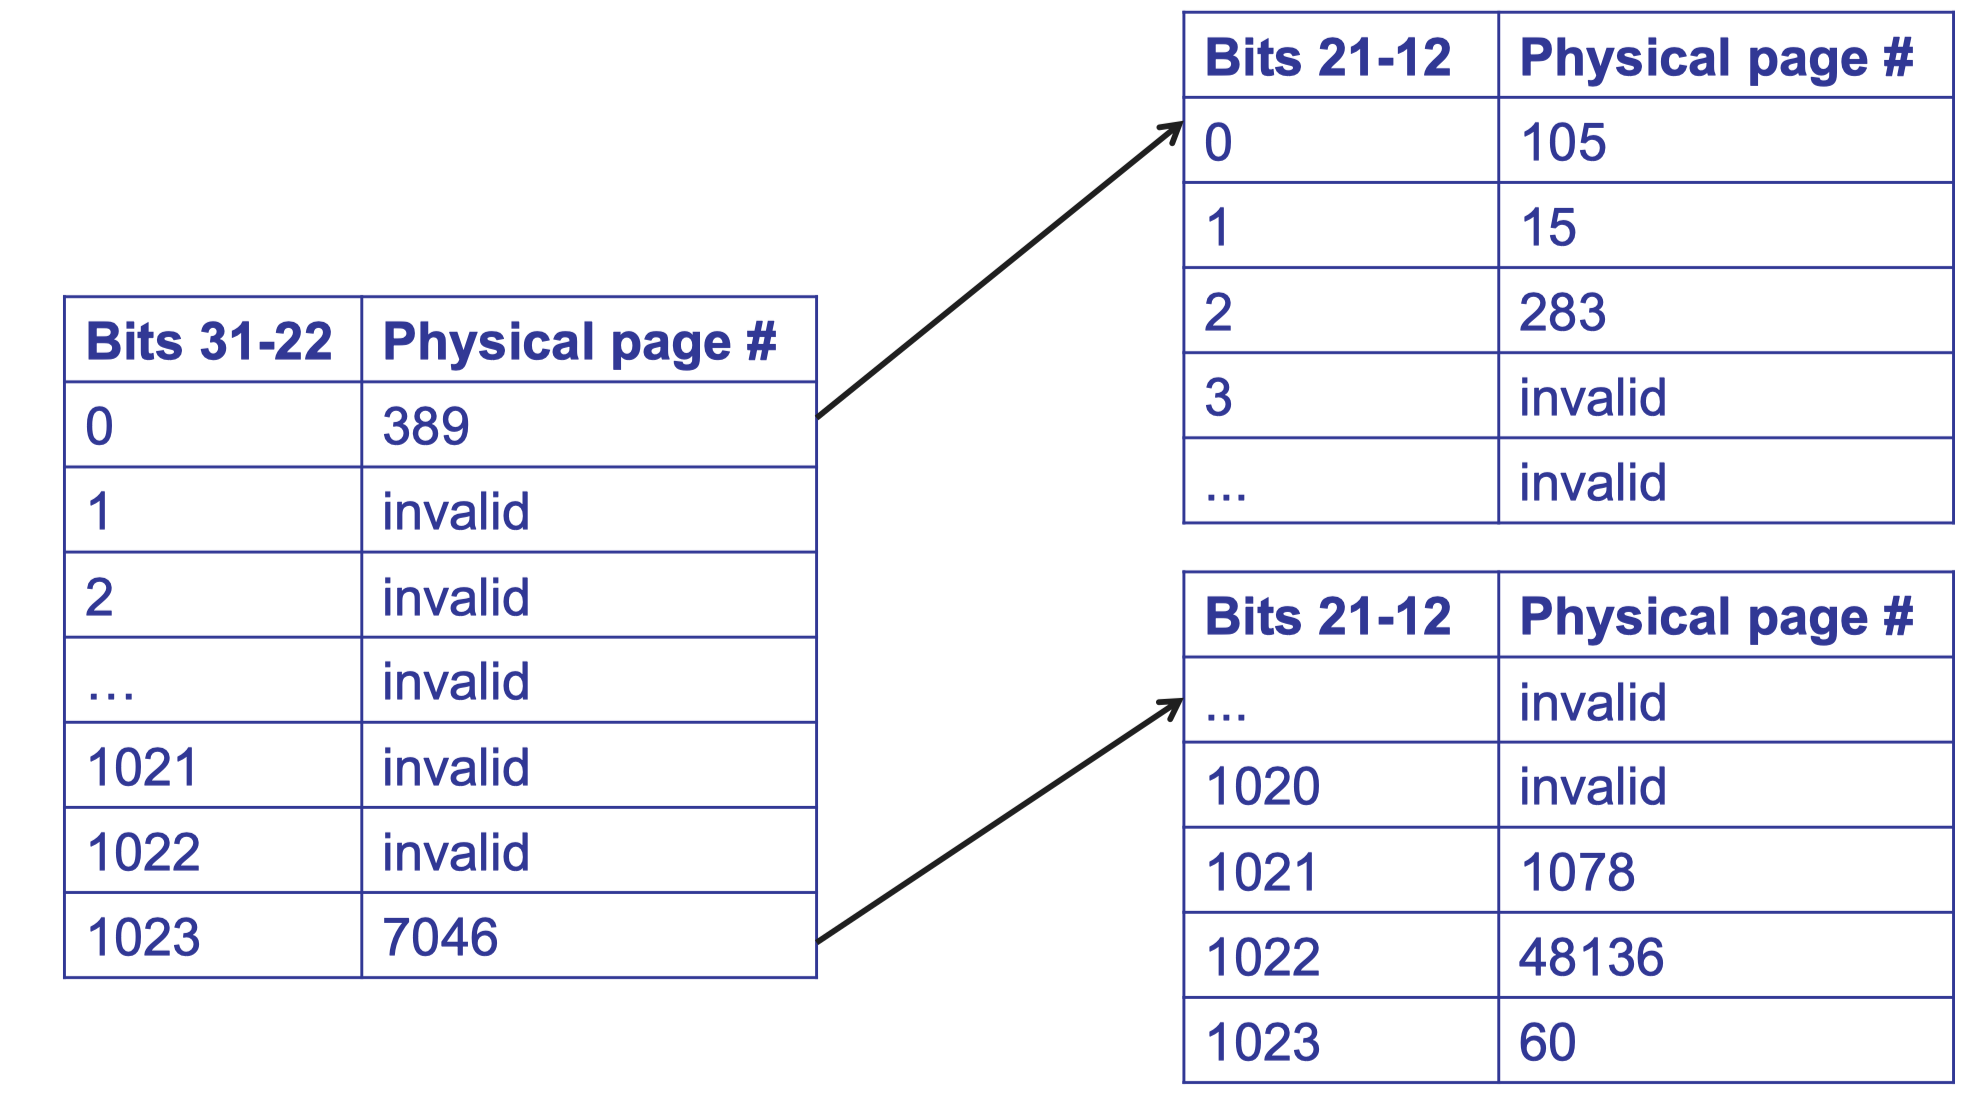 Bits 31-22 Physical page #
0 389
1 invalid
2 invalid
... invalid
1021 invalid
1022 invalid
1023 7046
Bits 21-12 Physical page #
0 105
1 15
2 283
3 invalid
... invalid
Bits 21-12 Physical page #
... invalid
1020 invalid
1021 1078
1022 48136
1023 60